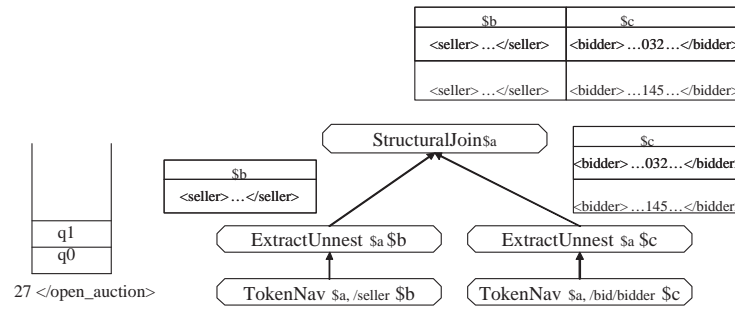 $b $c
<seller> ...</seller> <bidder> ...032...</bidder>
<seller> ...</seller> <bidder> ...145...</bidder>
StructuralJoin$a
$b
<seller> ...</seller>
$c
<bidder> ...032...</bidder>
<bidder> ...145...</bidder>
q1
q0
27 </open_auction>
ExtractUnnest $a $b
ExtractUnnest $a $c
TokenNav $a, /seller $b
TokenNav $a, /bid/bidder $c